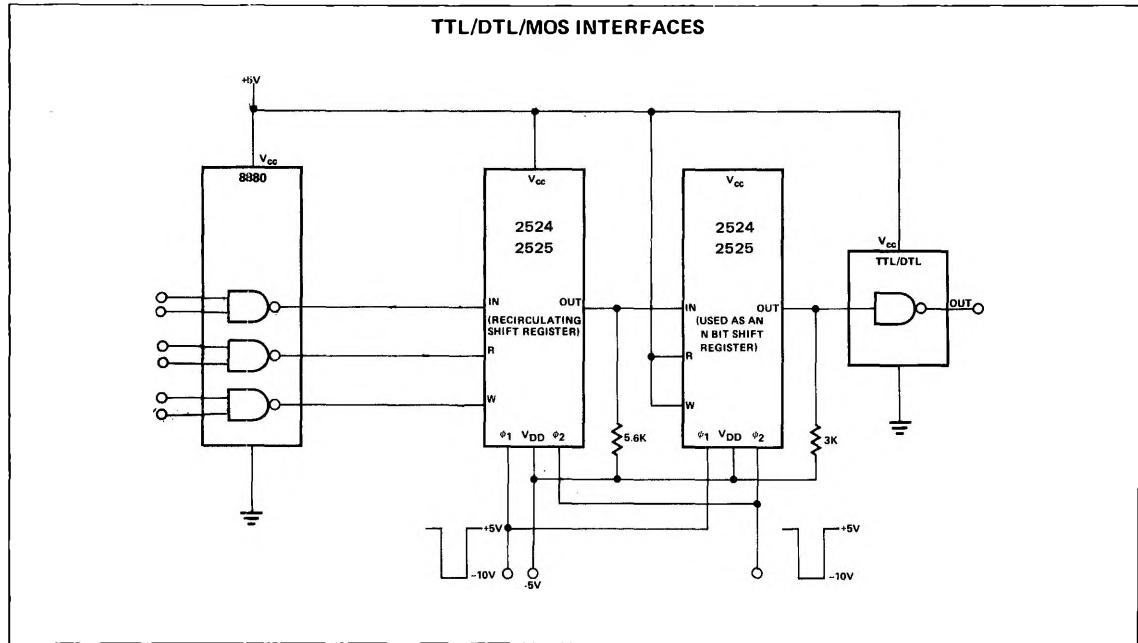 TTL/DTL/MOS INTERFACES
+5V
Vcc
8880
Vcc
2524
2525
IN
OUT
(RECIRCULATING
SHIFT REGISTER)
R
W
ϕ1 VDD ϕ2
5.6K
Vcc
2524
2525
IN
OUT
(USED AS AN
N BIT SHIFT
REGISTER)
R
W
ϕ1 VDD ϕ2
3K
Vcc
TTL/DTL
OUT
+5V
-10V
-5V
+5V
-10V